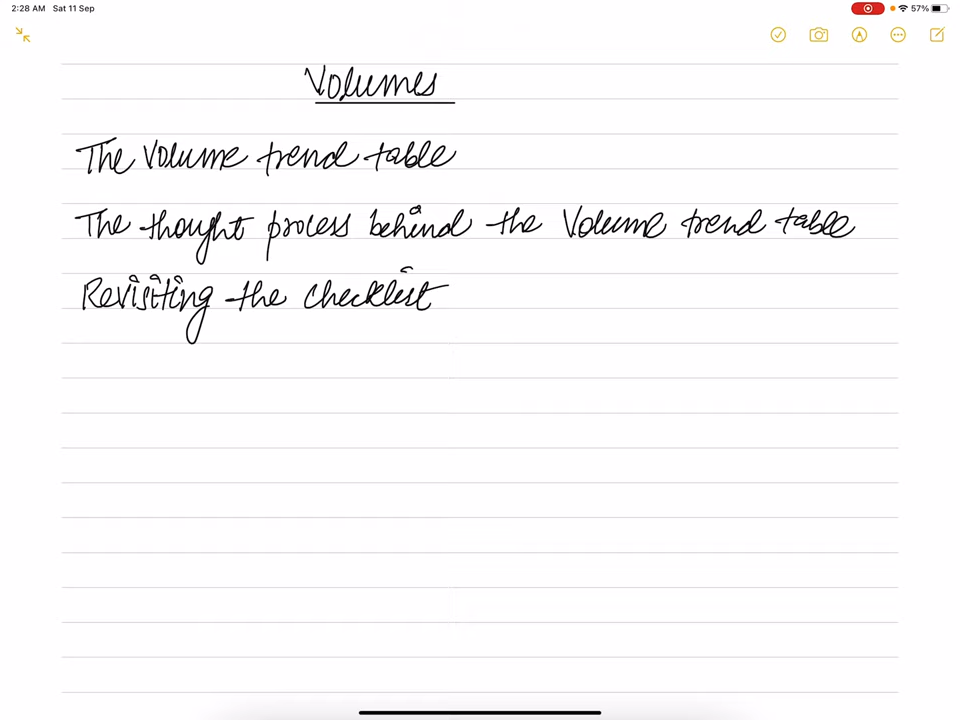 2:28 AM Sat 11 Sep 57%
Volumes
The Volume trend table
The thought process behind the Volume trend table
Revisiting the checklist